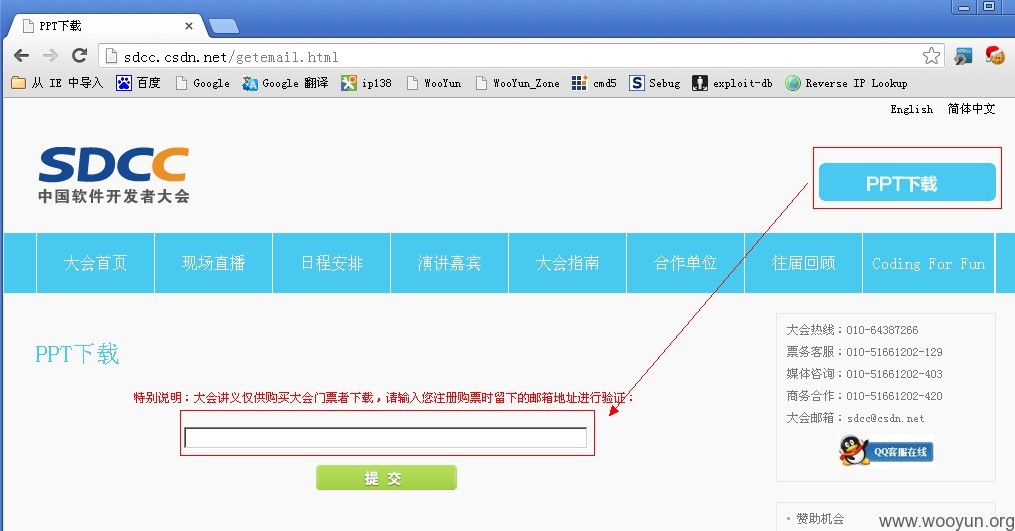 PPT下载
sdcc.csdn.net/getemail.html
从 IE 中导入 百度 Google Google 翻译 ip138 WooYun WooYun_Zone cmd5 Sebug exploit-db Reverse IP Lookup
English 简体中文
SDCC
中国软件开发者大会
PPT下载
大会首页 现场直播 日程安排 演讲嘉宾 大会指南 合作单位 往届回顾 Coding For Fun
PPT下载
特别说明：大会讲义仅供购买大会门票者下载，请输入您注册购票时留下的邮箱地址进行验证：
提 交
大会热线：010-64387266
票务客服：010-51661202-129
媒体咨询：010-51661202-403
商务合作：010-51661202-420
大会邮箱：sdcc@csdn.net
QQ客服在线
赞助机会
www.wooyun.org